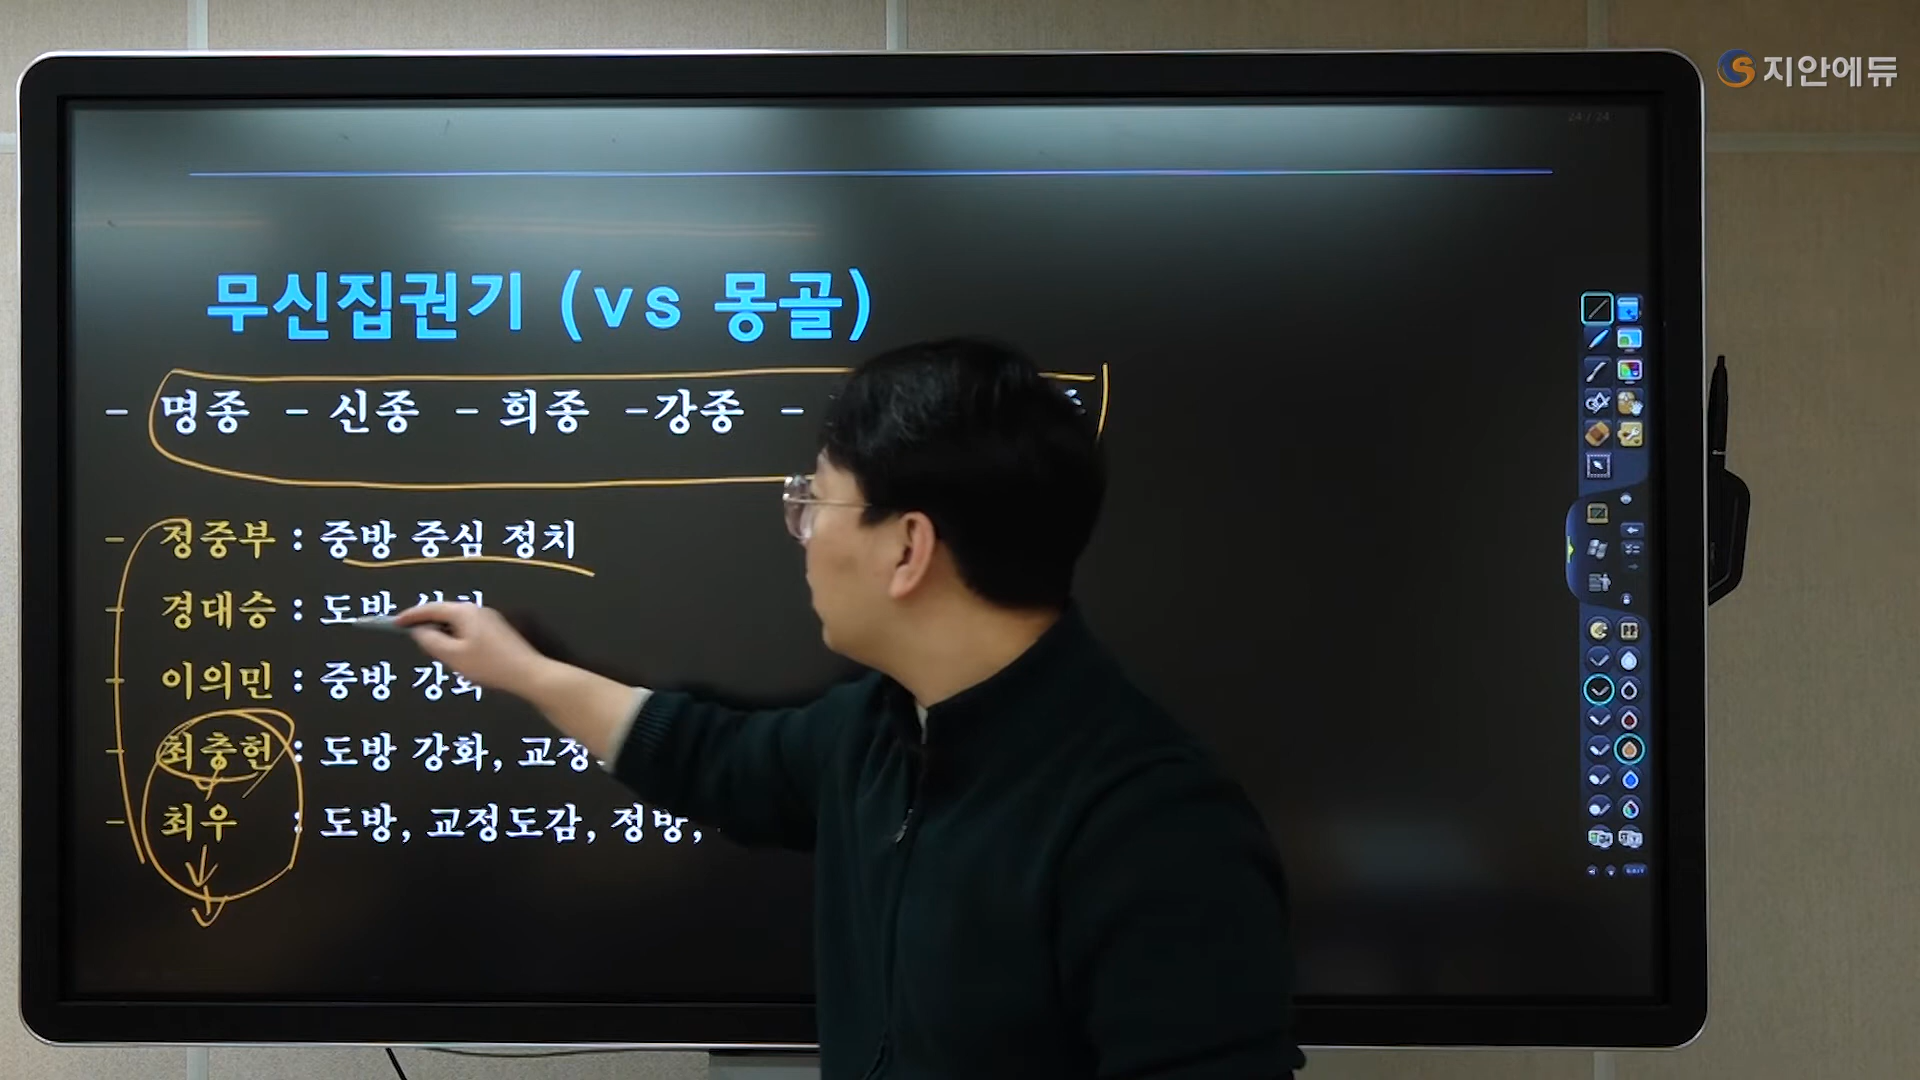 지안에듀
24 / 24
무신집권기 (vs 몽골)
- 명종 - 신종 - 희종 -강종 -
- 정중부 : 중방 중심 정치
- 경대승 : 도방
- 이의민 : 중방 강화
- 최충헌 : 도방 강화, 교정
- 최우 : 도방, 교정도감, 정방,